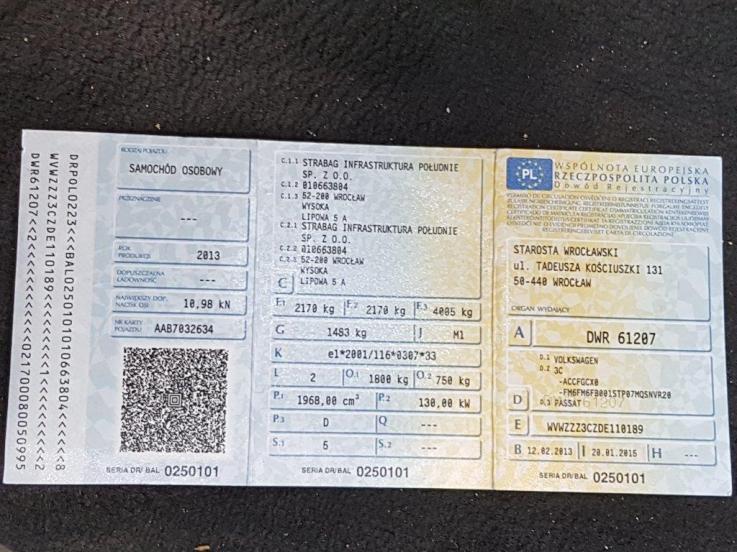 DRPOL0223<<BAL02501010106638​04<<<<<<8
WVWZZZ3CZDE110189<<<<<<<<1<<<<<<2
DWR61207<<2<<<<<<<<<0217000800050995
RODZAJ POJAZDU
SAMOCHÓD OSOBOWY
PRZEZNACZENIE
---
ROK PRODUKCJI 2013
DOPUSZCZALNA ŁADOWNOŚĆ ---
NAJWIĘKSZY DOP. NACISK OSI 10,98 kN
NR KARTY POJAZDU AAB7032634
SERIA DR/BAL 0250101
C.1.1 STRABAG INFRASTRUKTURA POŁUDNIE
SP. Z O.O.
C.1.2 010663804
C.1.3 52-200 WROCŁAW
WYSOKA
LIPOWA 5 A
C.2.1 STRABAG INFRASTRUKTURA POŁUDNIE
SP. Z O.O.
C.2.2 010663804
C.2.3 52-200 WROCŁAW
WYSOKA
C LIPOWA 5 A
F.1 2170 kg F.2 2170 kg F.3 4005 kg
G 1483 kg J M1
K e1*2001/116*0307*33
L 2 O.1 1800 kg O.2 750 kg
P.1 1968,00 cm³ P.2 130,00 kW
P.3 D Q ---
S.1 5 S.2 ---
SERIA DR/BAL 0250101
PL
WSPÓLNOTA EUROPEJSKA
RZECZPOSPOLITA POLSKA
Dowód Rejestracyjny
STAROSTA WROCŁAWSKI
ul. TADEUSZA KOŚCIUSZKI 131
50-440 WROCŁAW
ORGAN WYDAJĄCY
A DWR 61207
D.1 VOLKSWAGEN
D.2 3C
-ACCFGCX0
-FM6FM6FB001STP07MQSNVR20
D D.3 PASSAT
E WVWZZZ3CZDE110189
B 12.02.2013 I 20.01.2015 H ---
SERIA DR/BAL 0250101